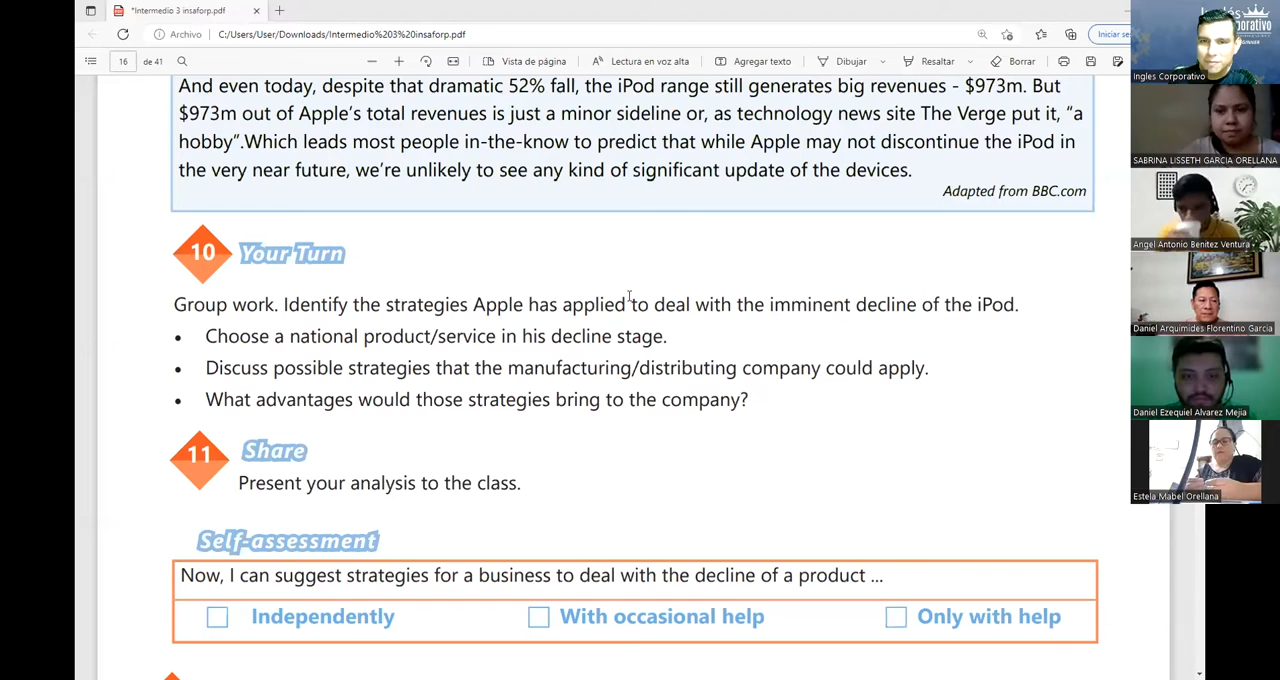 *Intermedio 3 insaforp.pdf
Archivo
C:/Users/User/Downloads/Intermedio%203%20insaforp.pdf
Iniciar se
16 de 41
Vista de página
Lectura en voz alta
Agregar texto
Dibujar
Resaltar
Borrar
And even today, despite that dramatic 52% fall, the iPod range still generates big revenues - $973m. But
$973m out of Apple's total revenues is just a minor sideline or, as technology news site The Verge put it, “a
hobby”.Which leads most people in-the-know to predict that while Apple may not discontinue the iPod in
the very near future, we're unlikely to see any kind of significant update of the devices.
Adapted from BBC.com
10 Your Turn
Group work. Identify the strategies Apple has applied to deal with the imminent decline of the iPod.
• Choose a national product/service in his decline stage.
• Discuss possible strategies that the manufacturing/distributing company could apply.
• What advantages would those strategies bring to the company?
11 Share
Present your analysis to the class.
Self-assessment
Now, I can suggest strategies for a business to deal with the decline of a product ...
Independently
With occasional help
Only with help
Ingles Corporativo
SABRINA LISSETH GARCIA ORELLANA
Angel Antonio Benitez Ventura
Daniel Arquimides Florentino Garcia
Daniel Ezequiel Alvarez Mejia
Estela Mabel Orellana